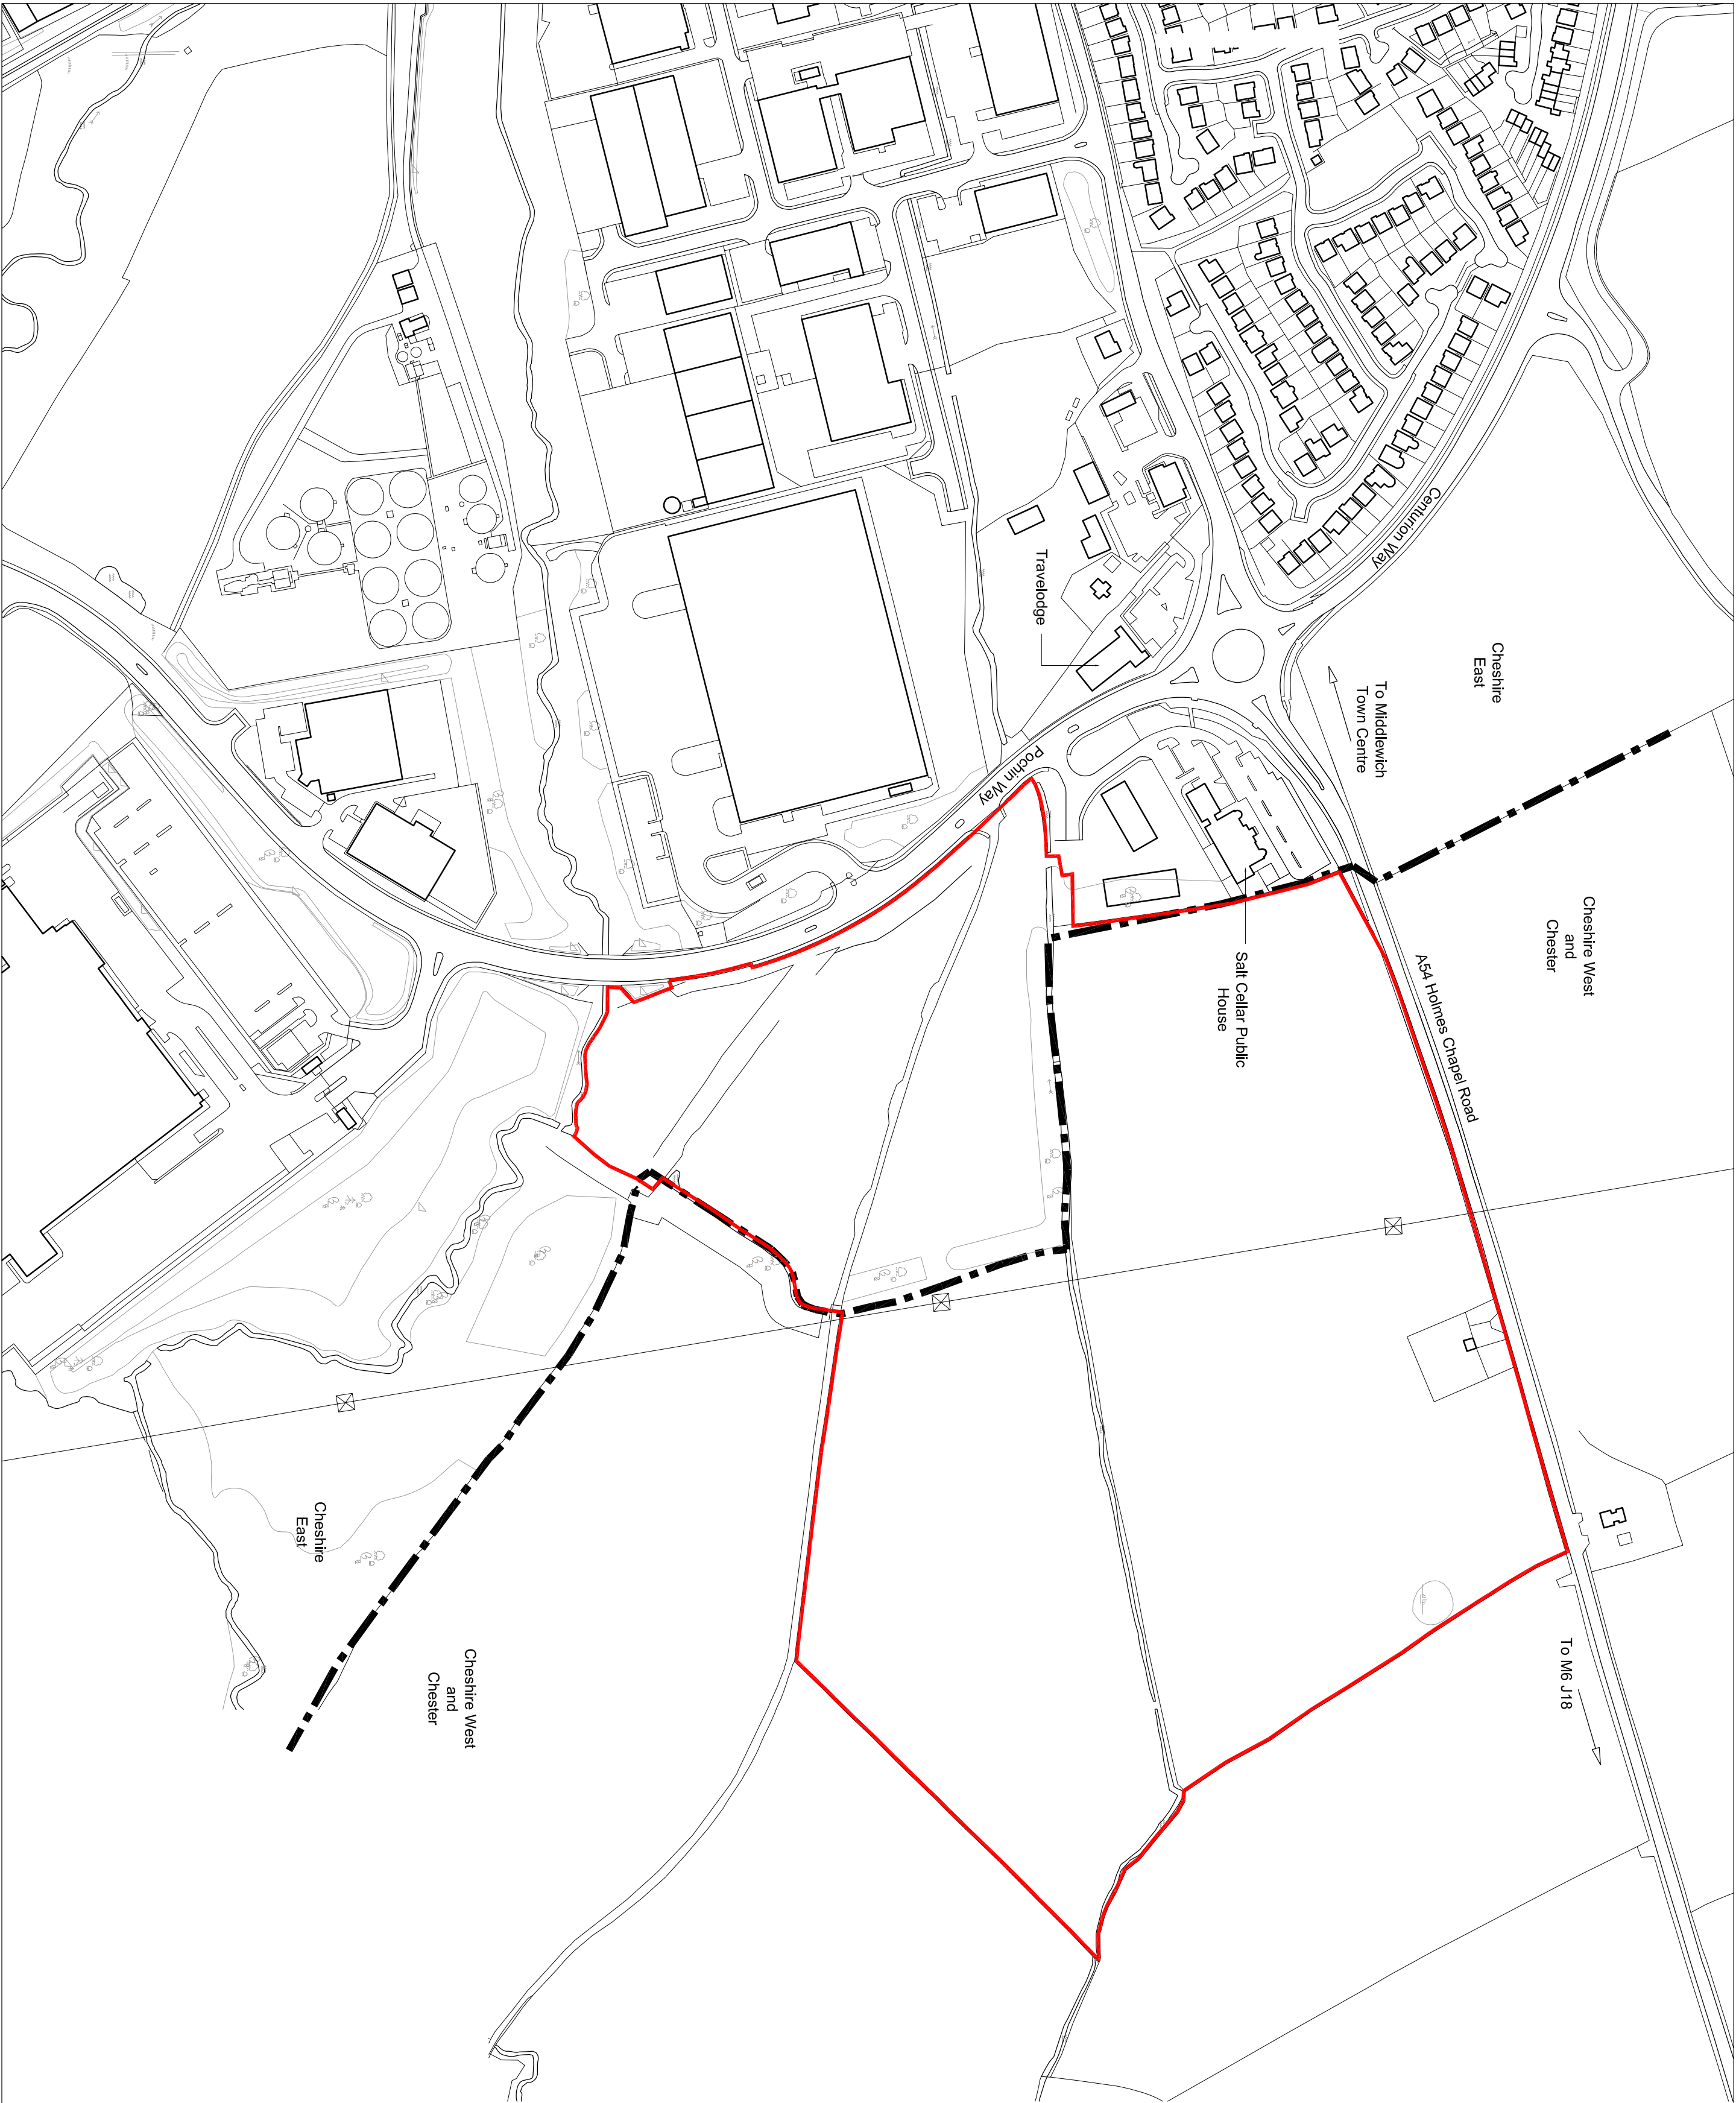 Centurion Way
Cheshire
East
To Middlewich
Town Centre
Travelodge
Pochin Way
Cheshire West
and
Chester
A54 Holmes Chapel Road
Salt Cellar Public
House
To M6 J18
Cheshire
East
Cheshire West
and
Chester